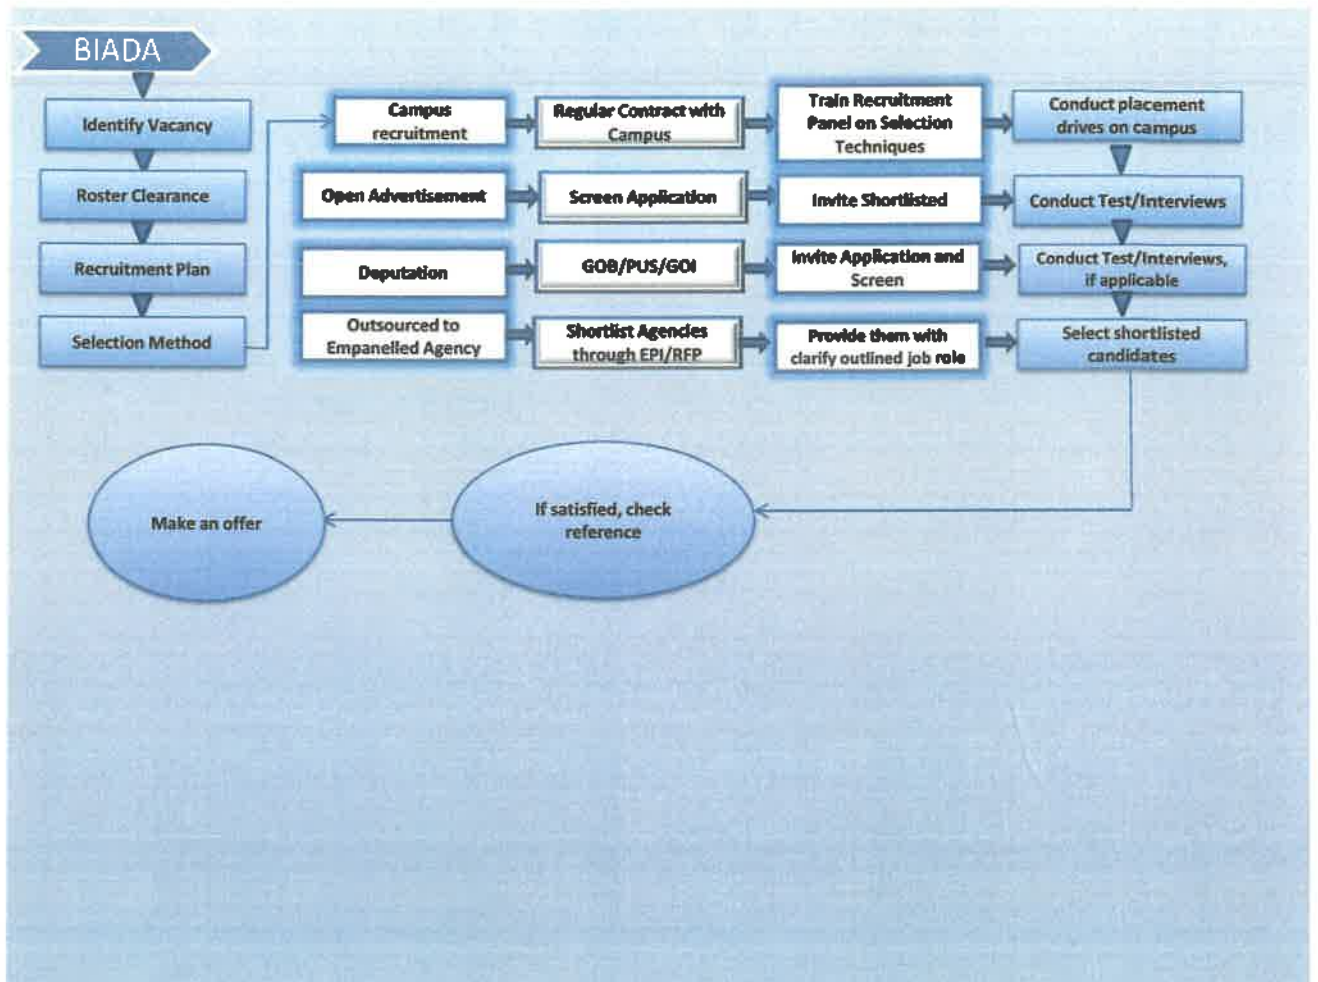 BIADA
Identify Vacancy
Roster Clearance
Recruitment Plan
Selection Method
Campus
recruitment
Regular Contract with
Campus
Train Recruitment
Panel on Selection
Techniques
Conduct placement
drives on campus
Open Advertisement
Screen Application
Invite Shortlisted
Conduct Test/Interviews
Deputation
GOB/PUS/GOI
Invite Application and
Screen
Conduct Test/Interviews,
if applicable
Outsourced to
Empanelled Agency
Shortlist Agencies
through EPI/RFP
Provide them with
clarify outlined job role
Select shortlisted
candidates
If satisfied, check
reference
Make an offer